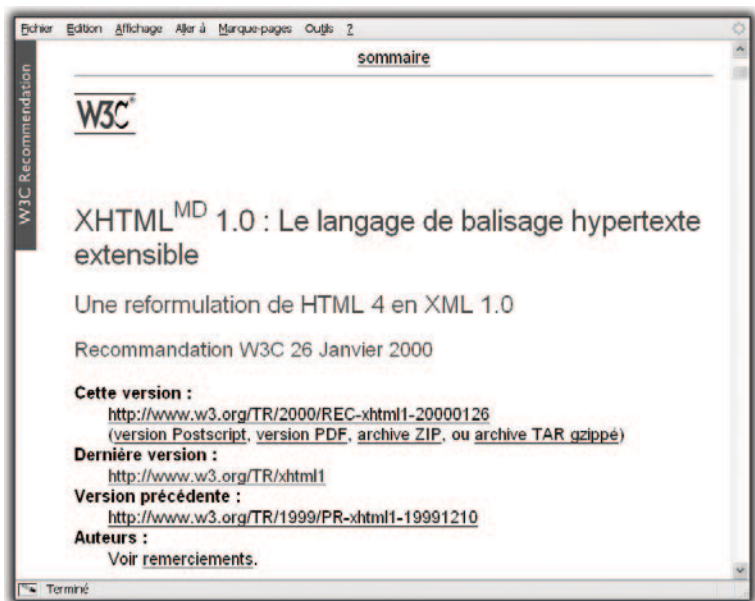 Fichier Edition Affichage Aller à Marque-pages Outils ?
sommaire
W3C Recommendation
W3C®
XHTML^MD 1.0 : Le langage de balisage hypertexte
extensible
Une reformulation de HTML 4 en XML 1.0
Recommandation W3C 26 Janvier 2000
Cette version :
http://www.w3.org/TR/2000/REC-xhtml1-20000126
(version Postscript, version PDF, archive ZIP, ou archive TAR gzippé)
Dernière version :
http://www.w3.org/TR/xhtml1
Version précédente :
http://www.w3.org/TR/1999/PR-xhtml1-19991210
Auteurs :
Voir remerciements.
Terminé